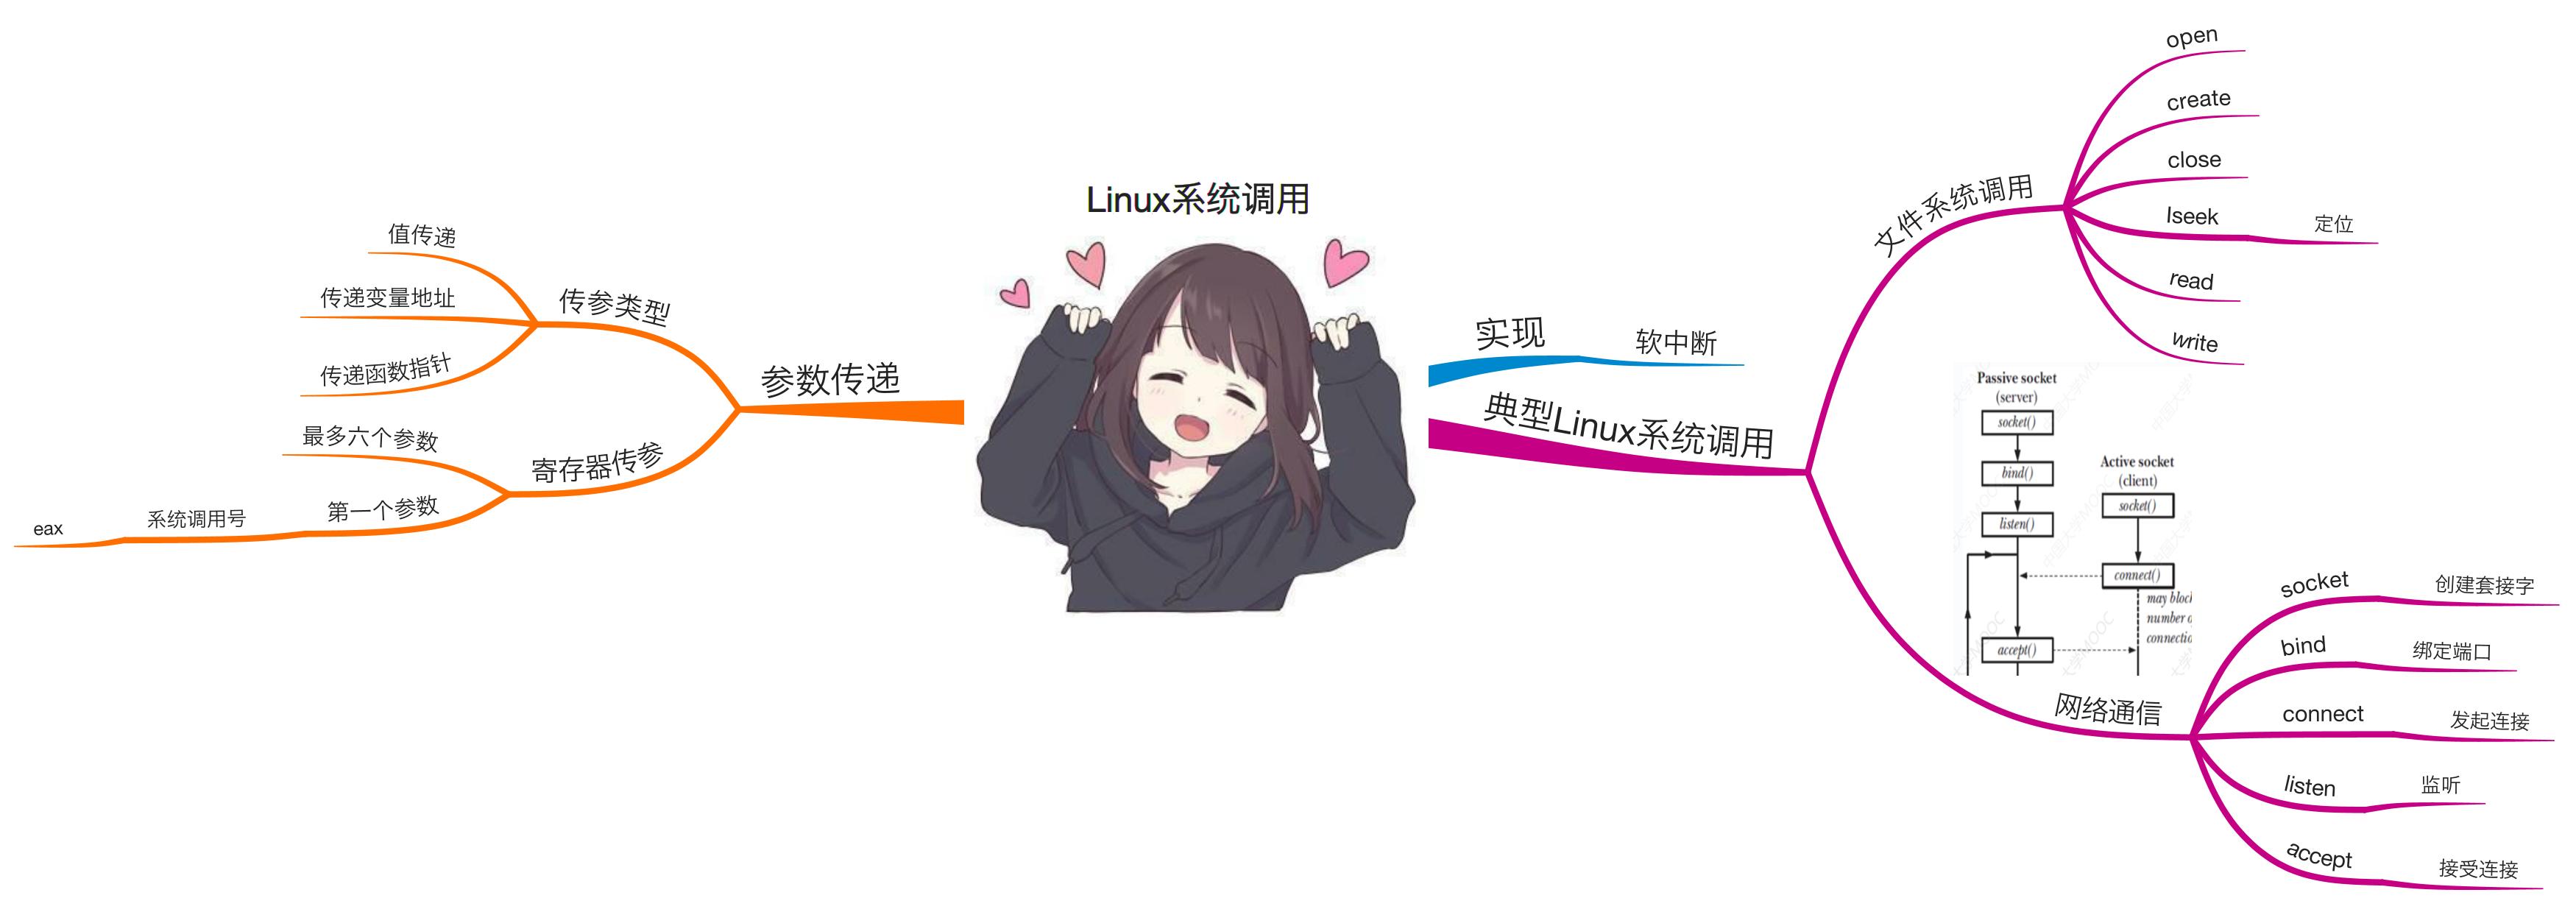 Linux系统调用
参数传递
传参类型
值传递
传递变量地址
传递函数指针
寄存器传参
最多六个参数
第一个参数
系统调用号
eax
实现
软中断
典型Linux系统调用
文件系统调用
open
create
close
lseek
定位
read
write
Passive socket
(server)
socket()
bind()
listen()
accept()
Active socket
(client)
socket()
connect()
may block
number
connectio
网络通信
socket
创建套接字
bind
绑定端口
connect
发起连接
listen
监听
accept
接受连接